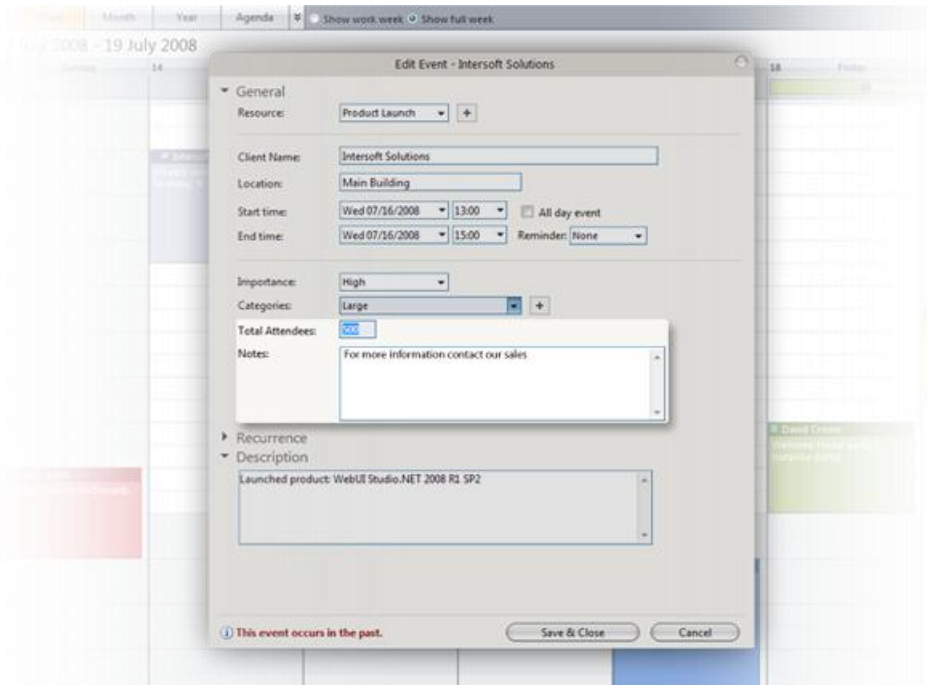 Month Year Agenda Show work week Show full week
2008 - 19 July 2008
14 18 Friday
Edit Event - Intersoft Solutions
General
Resource: Product Launch +
Client Name: Intersoft Solutions
Location: Main Building
Start time: Wed 07/16/2008 13:00 All day event
End time: Wed 07/16/2008 15:00 Reminder: None
Importance: High
Categories: Large +
Total Attendees: 500
Notes: For more information contact our sales
Recurrence
Description
Launched product: WebUI Studio.NET 2008 R1 SP2
This event occurs in the past. Save & Close Cancel